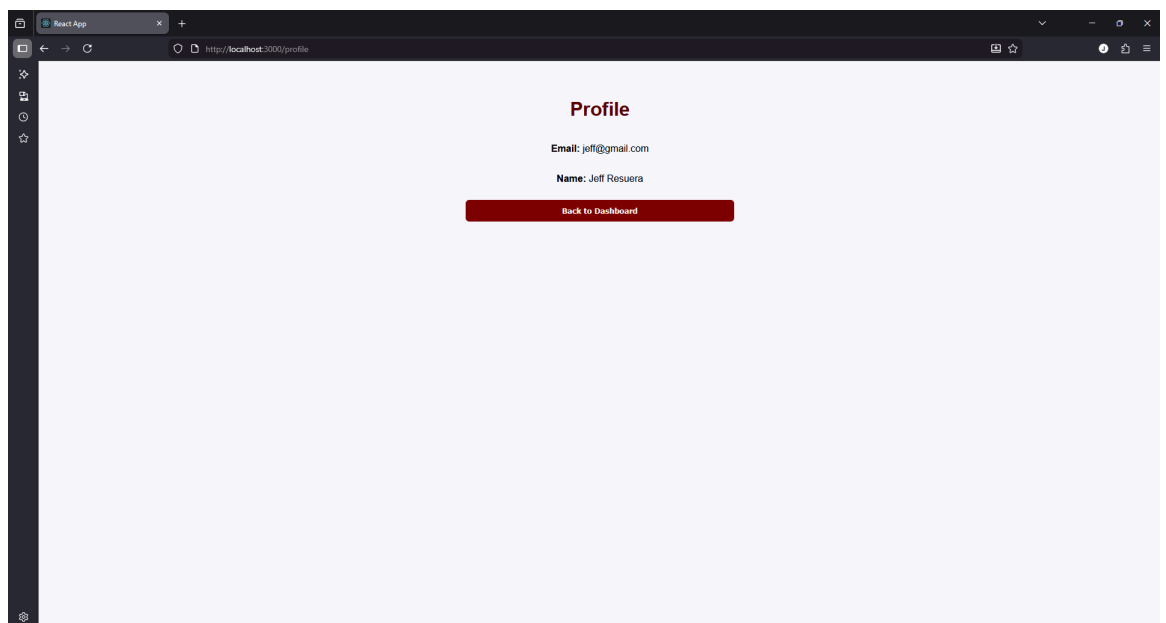 React App
http://localhost:3000/profile
J
Profile
Email: jeff@gmail.com
Name: Jeff Resuera
Back to Dashboard